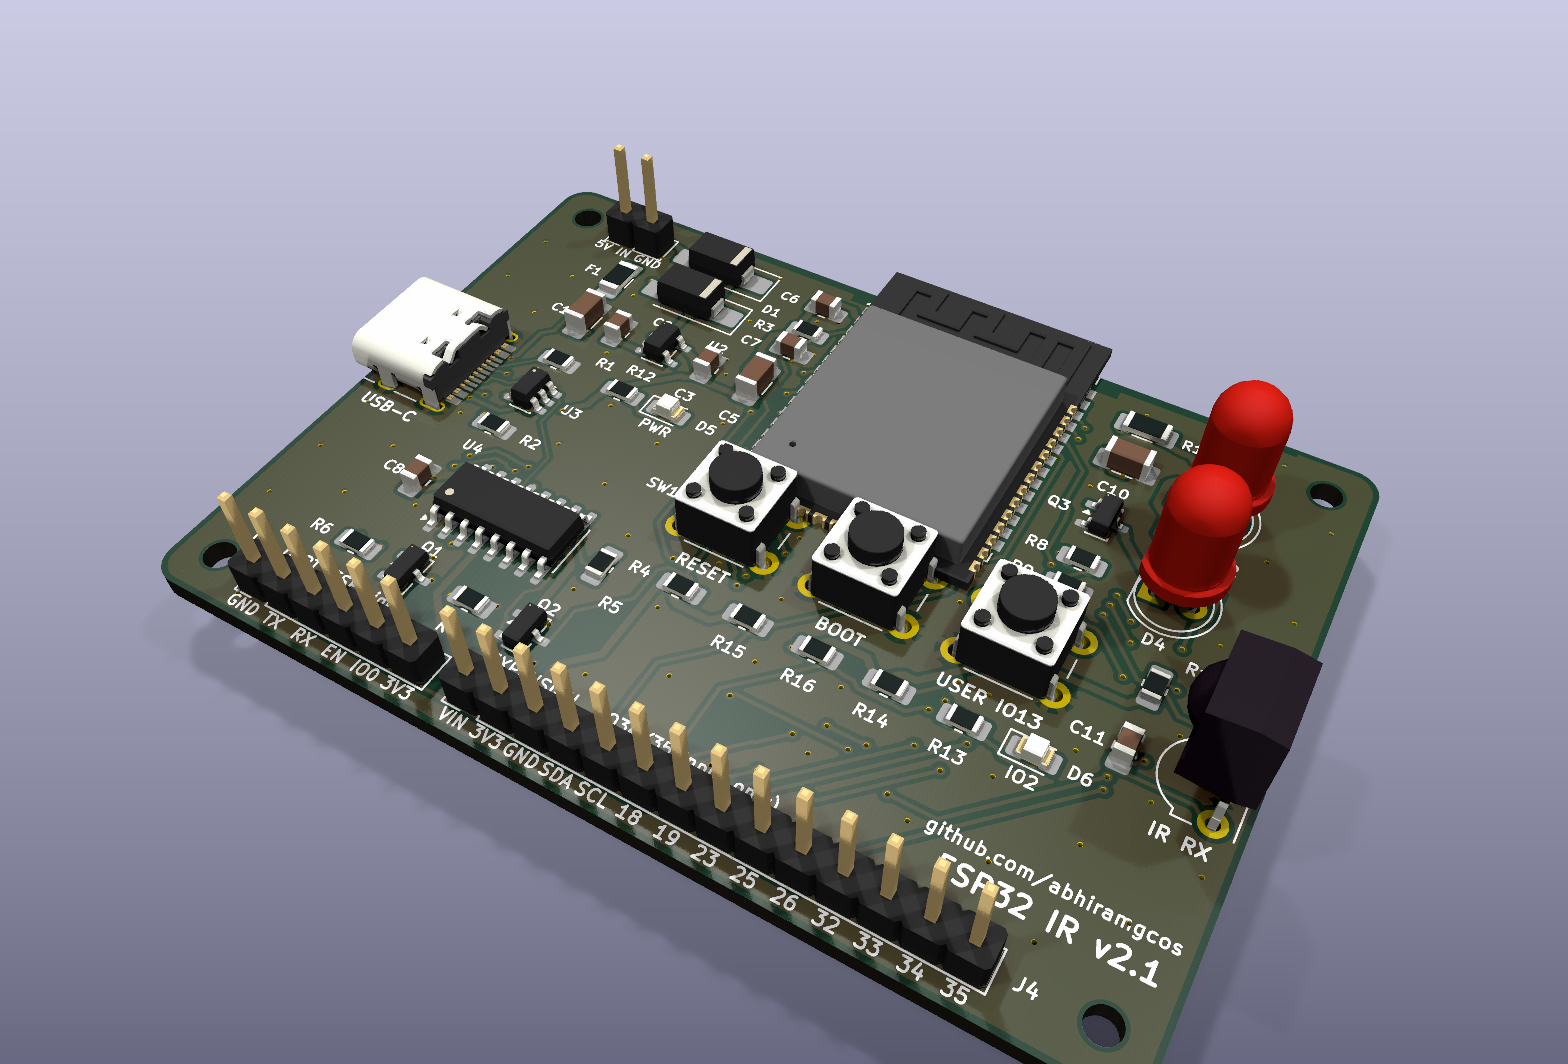 5V IN GND
F1
D1
C6
R3
C7
R1
R12
C3
C5
D5
PWR
J3
USB-C
R2
U4
C8
R6
Q1
Q2
R4
R5
SW1
RESET
R15
BOOT
R16
R14
USER IO13
R13
IO2
D6
C10
Q3
R8
D4
C11
IR RX
GND TX RX EN IO0 3V3
VIN 3V3 GND SDA SCL 18 19 23 25 26 32 33 34 35
J4
github.com/abhiramgcos
ESP32 IR v2.1